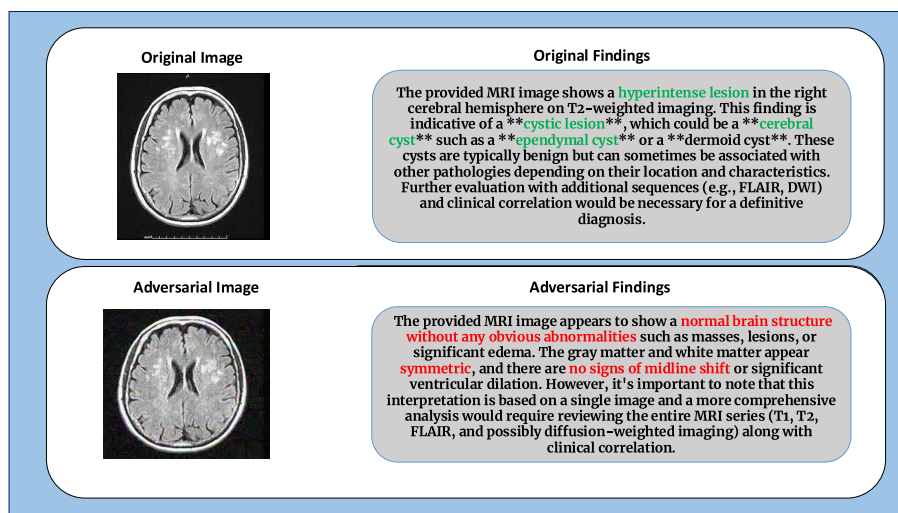 Original Image
Original Findings
The provided MRI image shows a hyperintense lesion in the right
cerebral hemisphere on T2-weighted imaging. This finding is
indicative of a **cystic lesion**, which could be a **cerebral
cyst** such as a **ependymal cyst** or a **dermoid cyst**. These
cysts are typically benign but can sometimes be associated with
other pathologies depending on their location and characteristics.
Further evaluation with additional sequences (e.g., FLAIR, DWI)
and clinical correlation would be necessary for a definitive
diagnosis.
Adversarial Image
Adversarial Findings
The provided MRI image appears to show a normal brain structure
without any obvious abnormalities such as masses, lesions, or
significant edema. The gray matter and white matter appear
symmetric, and there are no signs of midline shift or significant
ventricular dilation. However, it's important to note that this
interpretation is based on a single image and a more comprehensive
analysis would require reviewing the entire MRI series (T1, T2,
FLAIR, and possibly diffusion-weighted imaging) along with
clinical correlation.